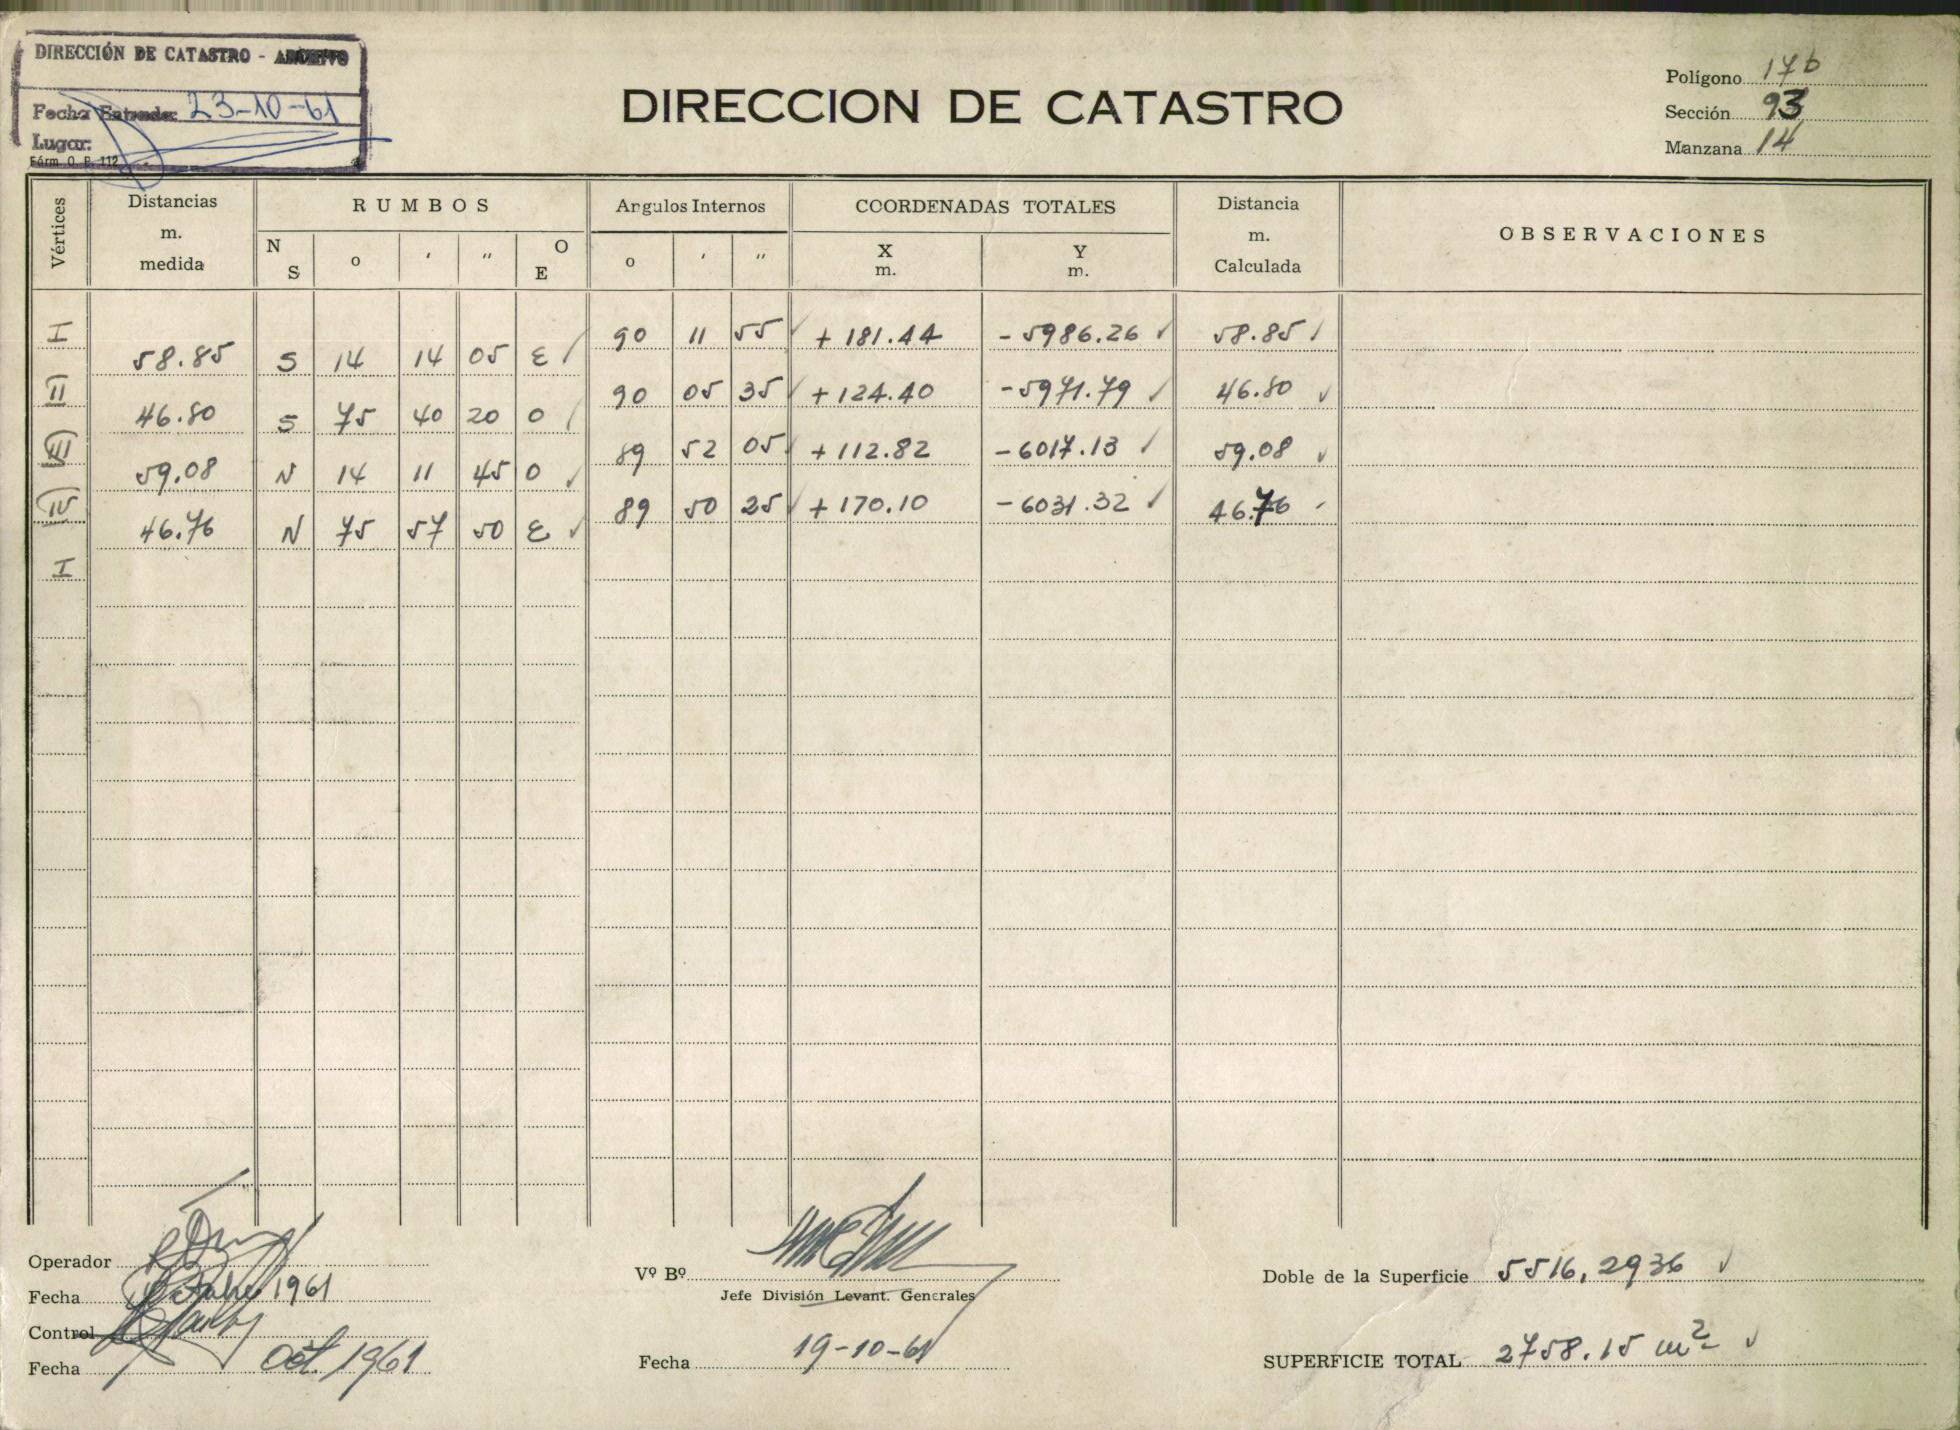 DIRECCIÓN DE CATASTRO - ARCHIVO
Fecha Entrada: 23-10-61
Lugar:
Fórm. O. P. 112
DIRECCION DE CATASTRO
Polígono 17b
Sección 93
Manzana 14
Vértices Distancias m. medida RUMBOS Angulos Internos COORDENADAS TOTALES Distancia m. Calculada OBSERVACIONES
N S o ' " O E o ' " X m. Y m.
I 90 11 55 + 181.44 - 5986.26 58.85
58.85 S 14 14 05 E
II 90 05 35 + 124.40 - 5971.79 46.80
46.80 S 75 40 20 O
III 89 52 05 + 112.82 - 6017.13 59.08
59.08 N 14 11 45 O
IV 89 50 25 + 170.10 - 6031.32 46.76
46.76 N 75 57 50 E
I
Operador
Fecha Octubre 1961
Control
Fecha Oct. 1961
Vº Bº
Jefe División Levant. Generales
Fecha 19-10-61
Doble de la Superficie 5516,2936
SUPERFICIE TOTAL 2758.15 m²